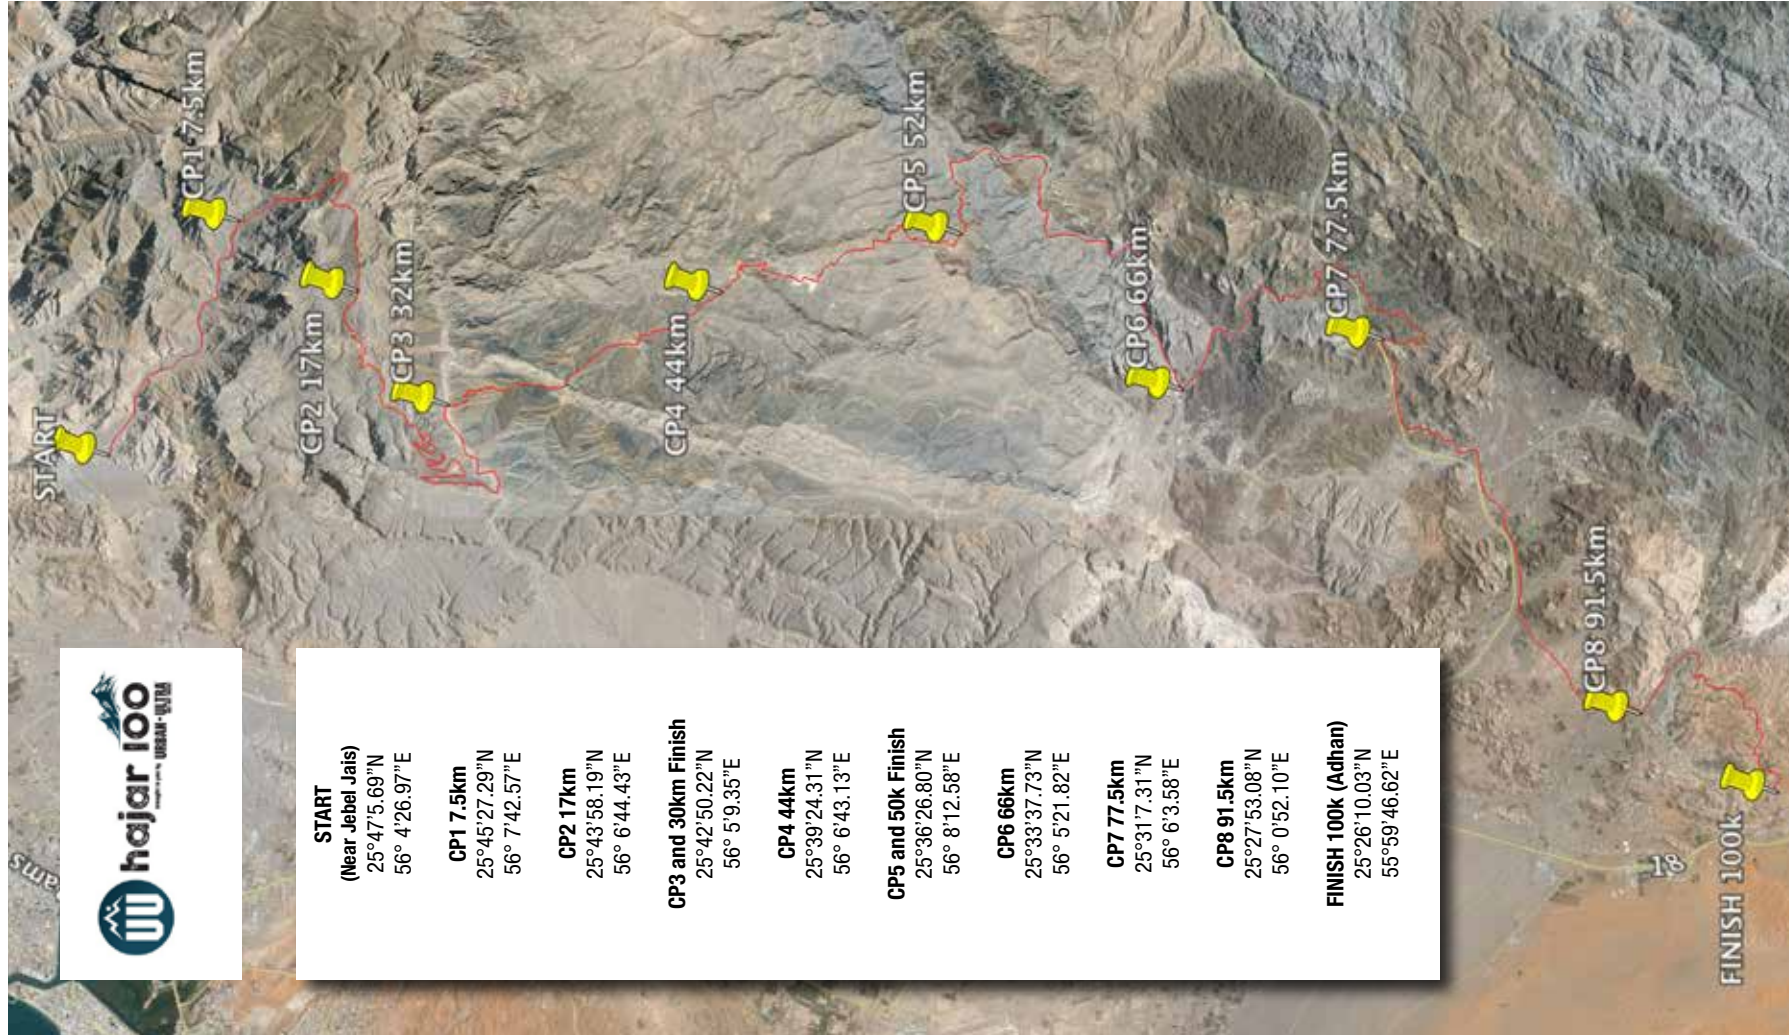 START
CP1 7.5km
CP2 17km
CP3 32km
CP4 44km
CP5 52km
CP6 66km
CP7 77.5km
CP8 91.5km
FINISH 100k
18
hajar 100
URBAN-ULTRA
START
(Near Jebel Jais)
25°47’5.69”N
56° 4’26.97”E
CP1 7.5km
25°45’27.29”N
56° 7’42.57”E
CP2 17km
25°43’58.19”N
56° 6’44.43”E
CP3 and 30km Finish
25°42’50.22”N
56° 5’9.35”E
CP4 44km
25°39’24.31”N
56° 6’43.13”E
CP5 and 50k Finish
25°36’26.80”N
56° 8’12.58”E
CP6 66km
25°33’37.73”N
56° 5’21.82”E
CP7 77.5km
25°31’17.31”N
56° 6’3.58”E
CP8 91.5km
25°27’53.08”N
56° 0’52.10”E
FINISH 100k (Adhan)
25°26’10.03”N
55°59’46.62”E